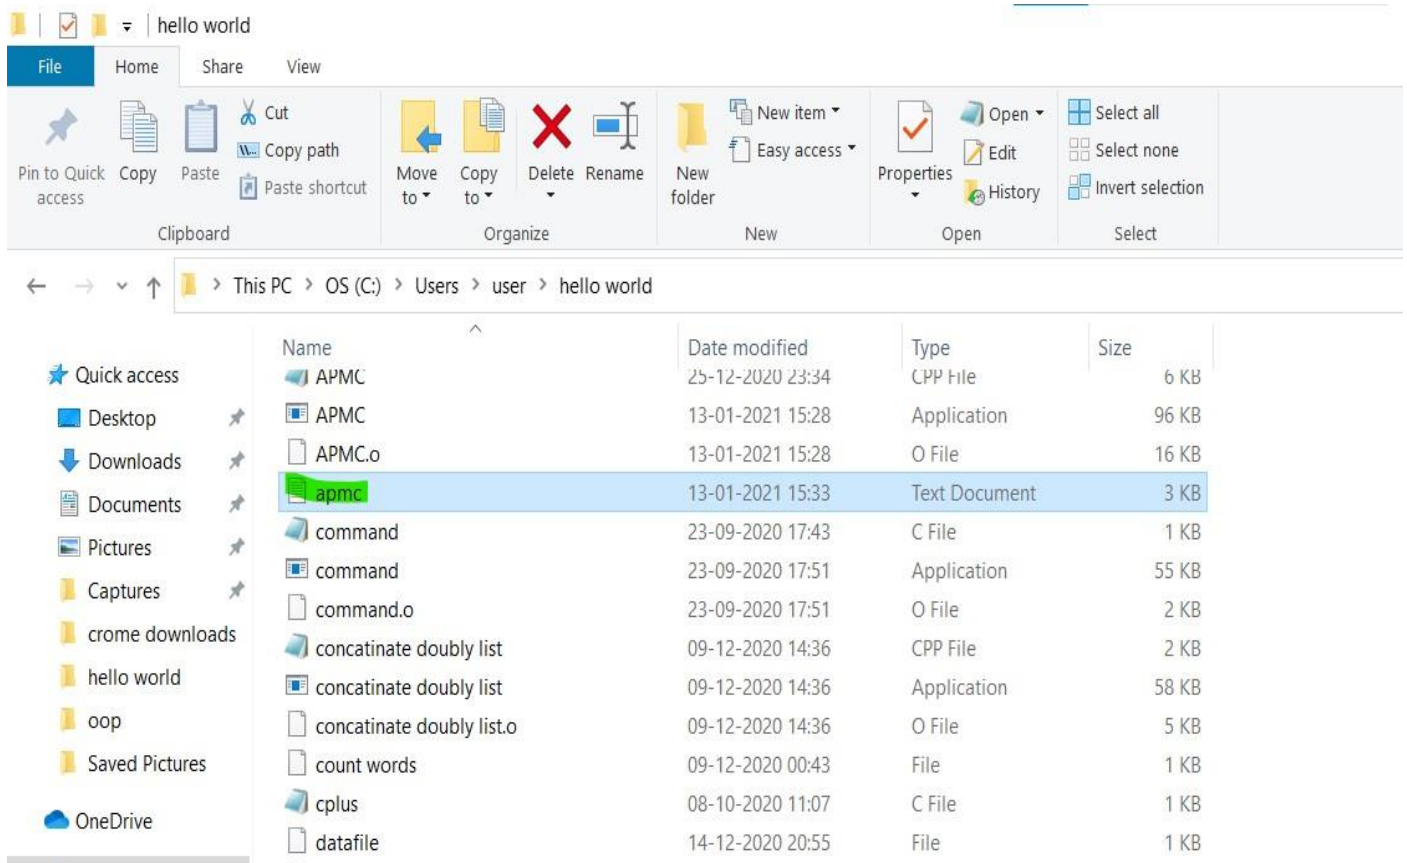 hello world
File Home Share View
Pin to Quick access
Copy
Paste
Cut
Copy path
Paste shortcut
Clipboard
Move to
Copy to
Delete
Rename
Organize
New folder
New item
Easy access
New
Properties
Open
Edit
History
Open
Select all
Select none
Invert selection
Select
This PC > OS (C:) > Users > user > hello world
Quick access
Desktop
Downloads
Documents
Pictures
Captures
crome downloads
hello world
oop
Saved Pictures
OneDrive
Name Date modified Type Size
APMC 25-12-2020 23:34 CPP File 6 KB
APMC 13-01-2021 15:28 Application 96 KB
APMC.o 13-01-2021 15:28 O File 16 KB
apmc 13-01-2021 15:33 Text Document 3 KB
command 23-09-2020 17:43 C File 1 KB
command 23-09-2020 17:51 Application 55 KB
command.o 23-09-2020 17:51 O File 2 KB
concatinate doubly list 09-12-2020 14:36 CPP File 2 KB
concatinate doubly list 09-12-2020 14:36 Application 58 KB
concatinate doubly list.o 09-12-2020 14:36 O File 5 KB
count words 09-12-2020 00:43 File 1 KB
cplus 08-10-2020 11:07 C File 1 KB
datafile 14-12-2020 20:55 File 1 KB